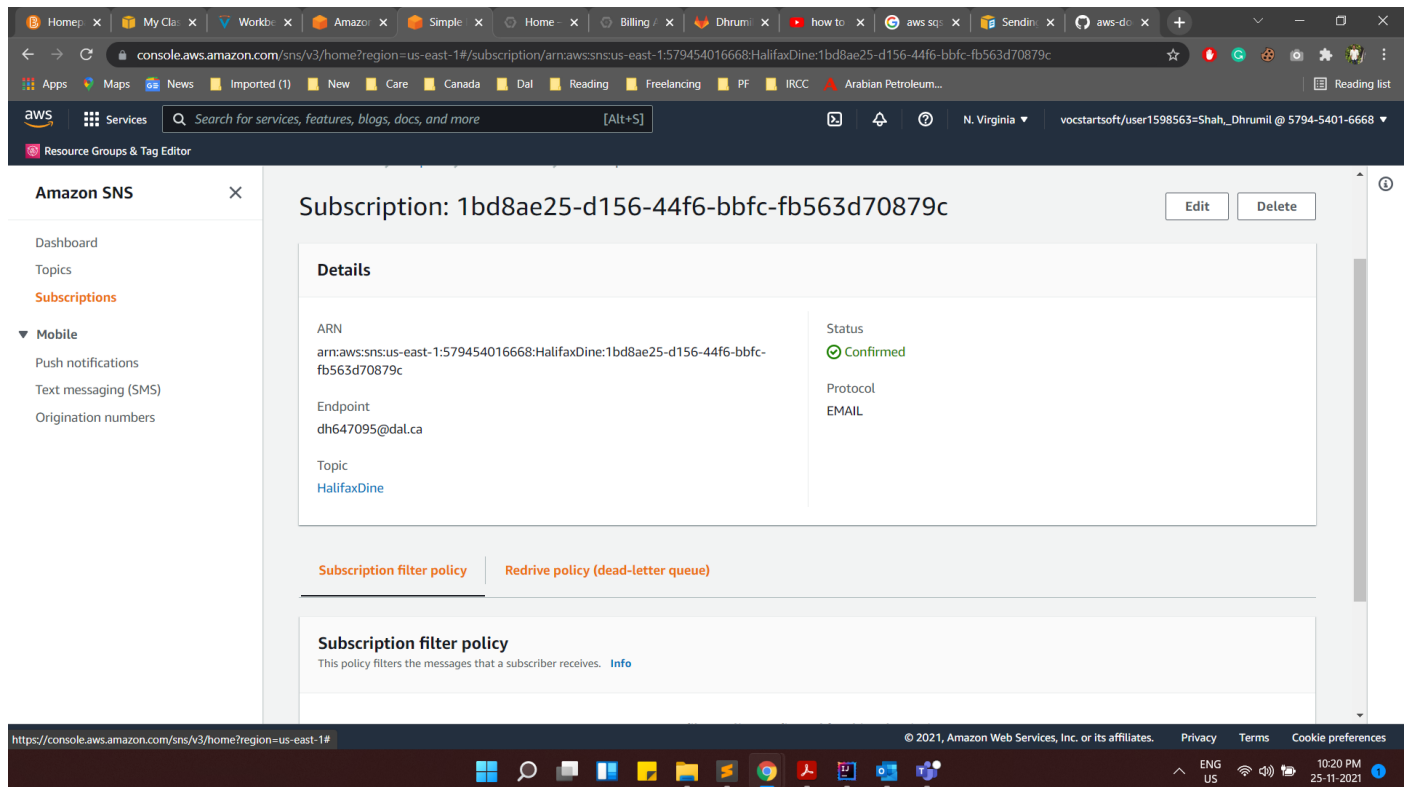 Homep
My Clas
Workbe
Amazon
Simple
Home –
Billing /
Dhrumil
how to
aws sqs
Sending
aws-do
console.aws.amazon.com/sns/v3/home?region=us-east-1#/subscription/arn:aws:sns:us-east-1:579454016668:HalifaxDine:1bd8ae25-d156-44f6-bbfc-fb563d70879c
Apps Maps News Imported (1) New Care Canada Dal Reading Freelancing PF IRCC Arabian Petroleum... Reading list
aws Services Search for services, features, blogs, docs, and more [Alt+S] N. Virginia vocstartsoft/user1598563=Shah,_Dhrumil @ 5794-5401-6668
Resource Groups & Tag Editor
Amazon SNS
Dashboard
Topics
Subscriptions
Mobile
Push notifications
Text messaging (SMS)
Origination numbers
Subscription: 1bd8ae25-d156-44f6-bbfc-fb563d70879c
Edit
Delete
Details
ARN
arn:aws:sns:us-east-1:579454016668:HalifaxDine:1bd8ae25-d156-44f6-bbfc-
fb563d70879c
Endpoint
dh647095@dal.ca
Topic
HalifaxDine
Status
Confirmed
Protocol
EMAIL
Subscription filter policy
Redrive policy (dead-letter queue)
Subscription filter policy
This policy filters the messages that a subscriber receives. Info
https://console.aws.amazon.com/sns/v3/home?region=us-east-1#
© 2021, Amazon Web Services, Inc. or its affiliates. Privacy Terms Cookie preferences
ENG
US
10:20 PM
25-11-2021
1